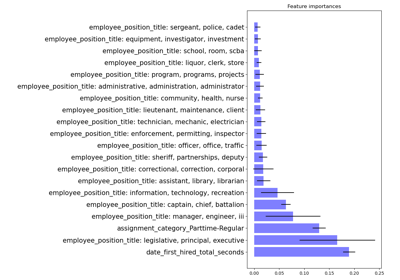 Feature importances
employee_position_title: sergeant, police, cadet
employee_position_title: equipment, investigator, investment
employee_position_title: school, room, scba
employee_position_title: liquor, clerk, store
employee_position_title: program, programs, projects
employee_position_title: administrative, administration, administrator
employee_position_title: community, health, nurse
employee_position_title: lieutenant, maintenance, client
employee_position_title: technician, mechanic, electrician
employee_position_title: enforcement, permitting, inspector
employee_position_title: officer, office, traffic
employee_position_title: sheriff, partnerships, deputy
employee_position_title: correctional, correction, corporal
employee_position_title: assistant, library, librarian
employee_position_title: information, technology, recreation
employee_position_title: captain, chief, battalion
employee_position_title: manager, engineer, iii
assignment_category_Parttime-Regular
employee_position_title: legislative, principal, executive
date_first_hired_total_seconds
0.00 0.05 0.10 0.15 0.20 0.25